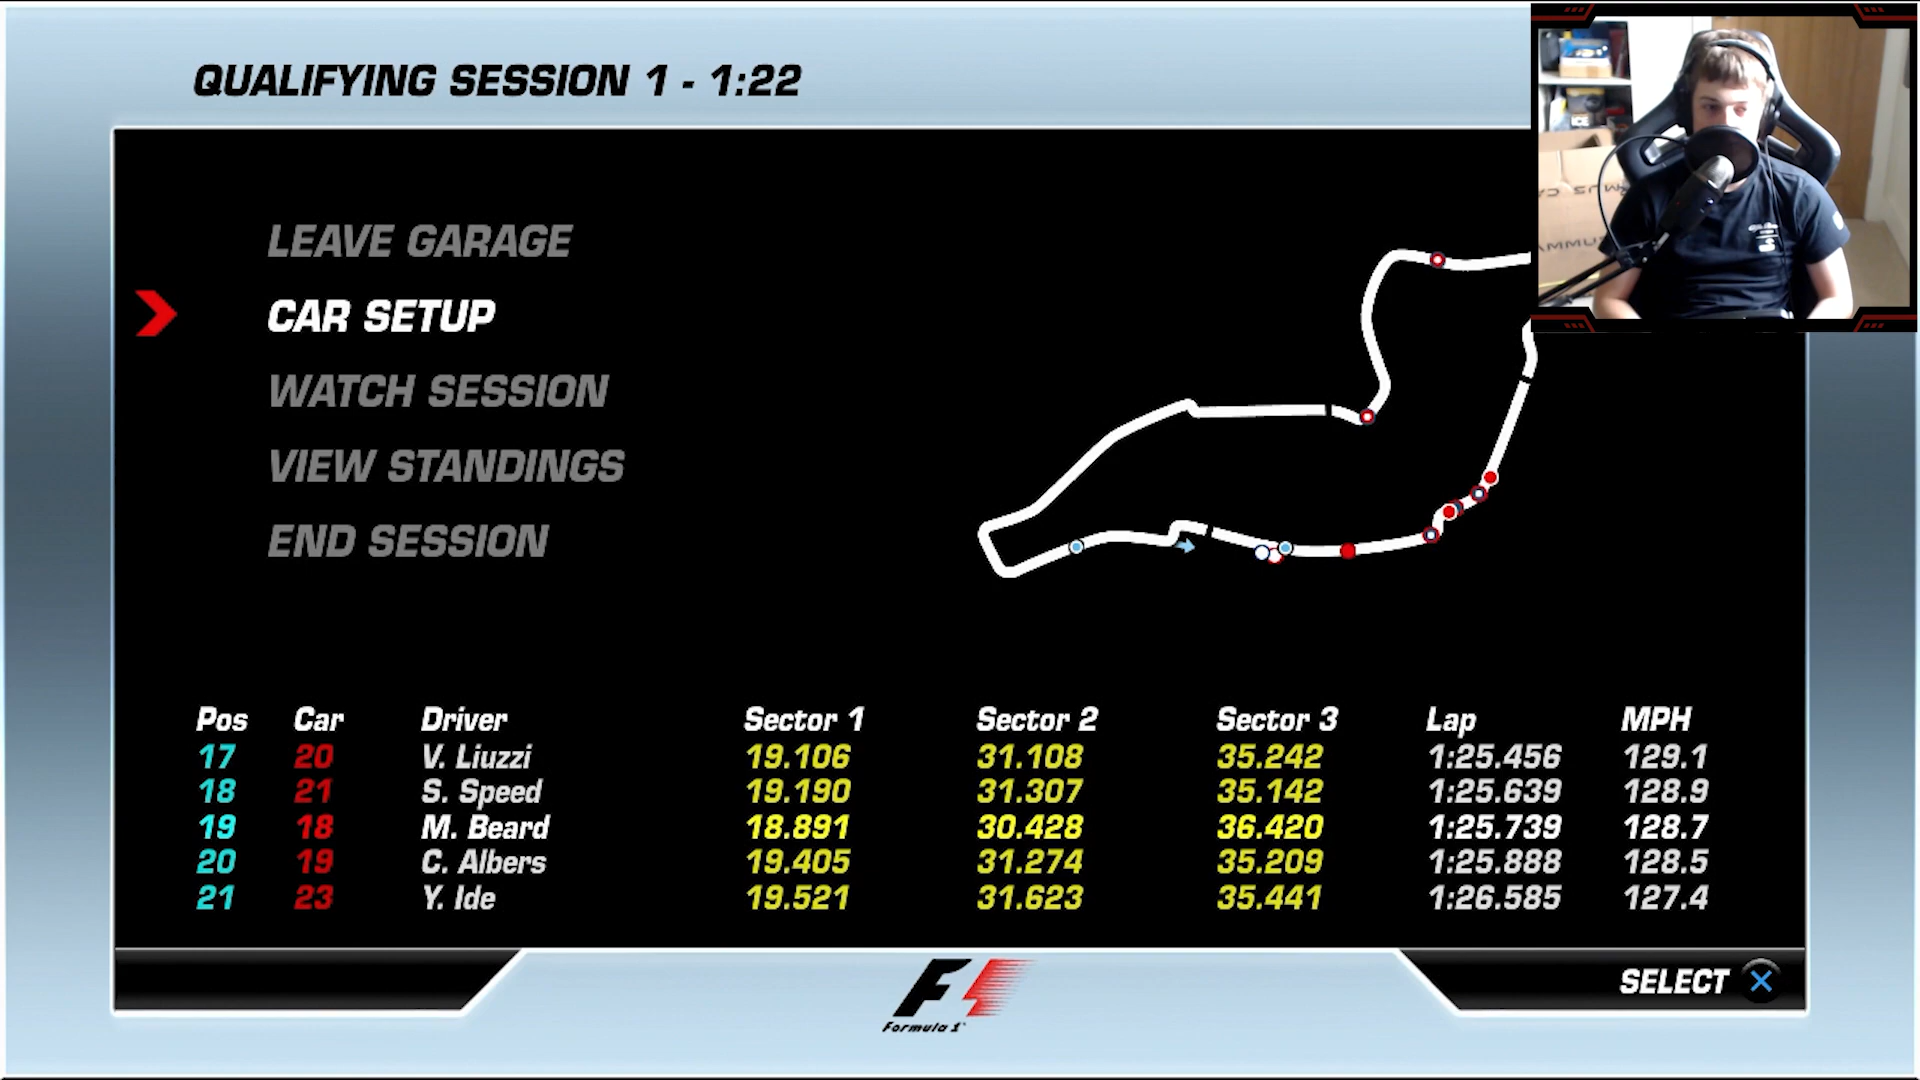 QUALIFYING SESSION 1 - 1:22
LEAVE GARAGE
CAR SETUP
WATCH SESSION
VIEW STANDINGS
END SESSION
Pos Car Driver Sector 1 Sector 2 Sector 3 Lap MPH
17 20 V. Liuzzi 19.106 31.108 35.242 1:25.456 129.1
18 21 S. Speed 19.190 31.307 35.142 1:25.639 128.9
19 18 M. Beard 18.891 30.428 36.420 1:25.739 128.7
20 19 C. Albers 19.405 31.274 35.209 1:25.888 128.5
21 23 Y. Ide 19.521 31.623 35.441 1:26.585 127.4
F1
Formula 1
SELECT